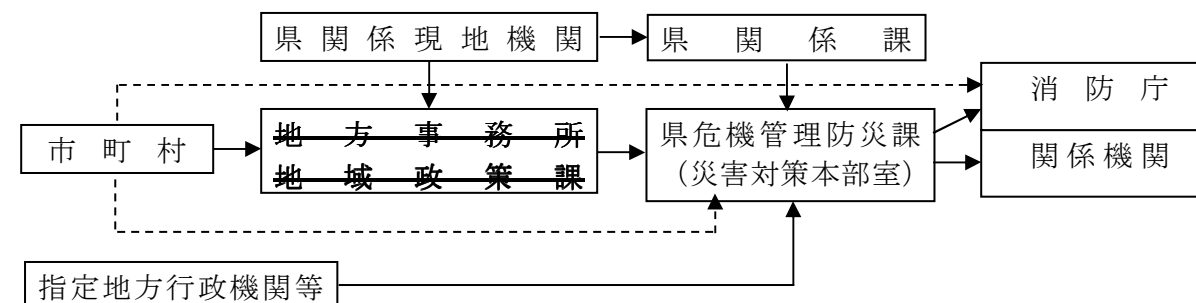 県関係現地機関
県関係課
消防庁
市町村
地方事務所
地域政策課
県危機管理防災課
（災害対策本部室）
関係機関
指定地方行政機関等